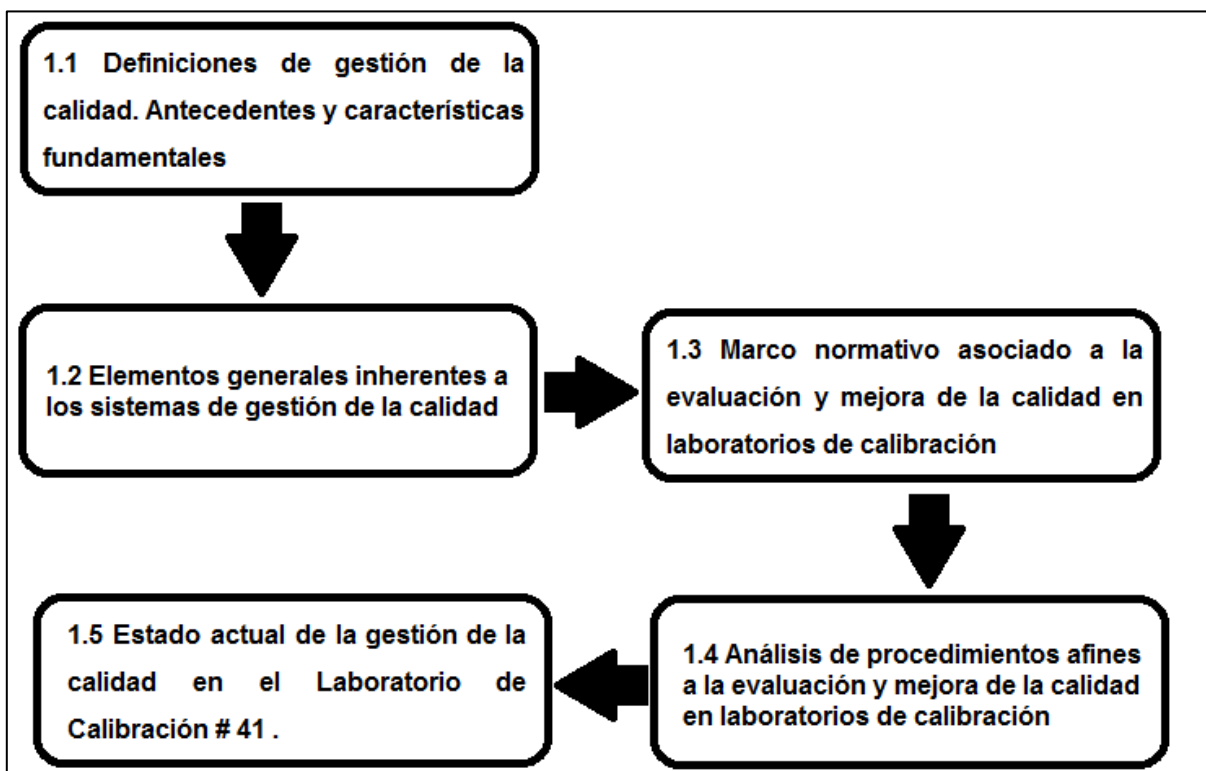 1.1 Definiciones de gestión de la
calidad. Antecedentes y características
fundamentales
1.2 Elementos generales inherentes a
los sistemas de gestión de la calidad
1.3 Marco normativo asociado a la
evaluación y mejora de la calidad en
laboratorios de calibración
1.4 Análisis de procedimientos afines
a la evaluación y mejora de la calidad
en laboratorios de calibración
1.5 Estado actual de la gestión de la
calidad en el Laboratorio de
Calibración # 41 .